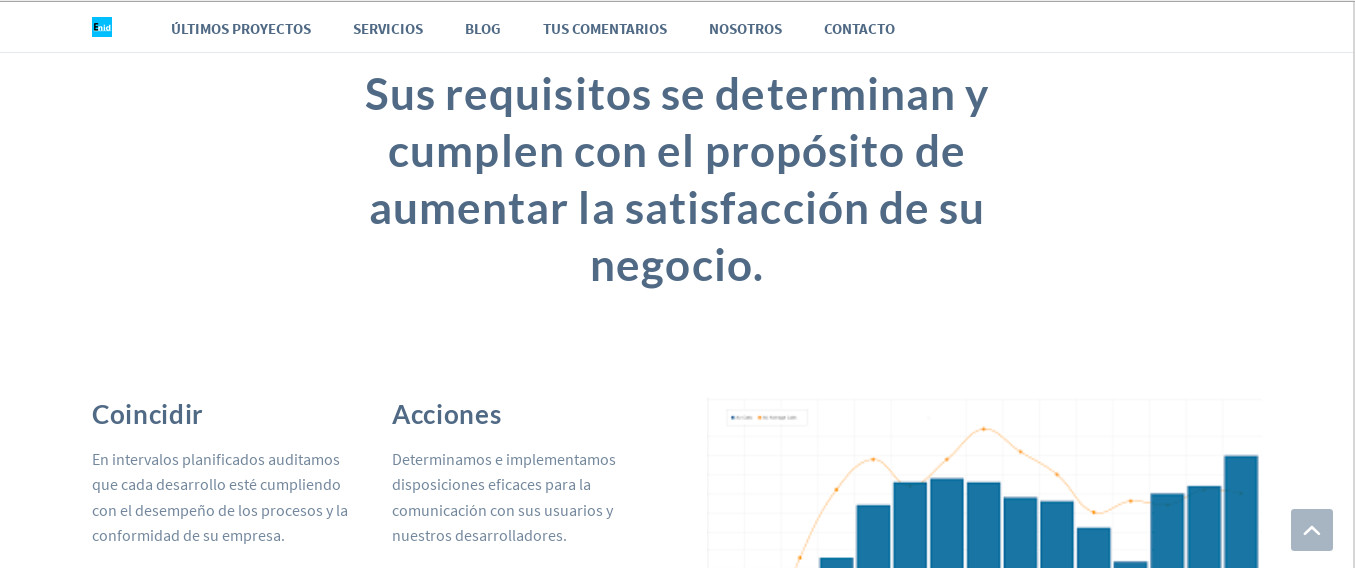 Enid
ÚLTIMOS PROYECTOS SERVICIOS BLOG TUS COMENTARIOS NOSOTROS CONTACTO
Sus requisitos se determinan y
cumplen con el propósito de
aumentar la satisfacción de su
negocio.
Coincidir
En intervalos planificados auditamos
que cada desarrollo esté cumpliendo
con el desempeño de los procesos y la
conformidad de su empresa.
Acciones
Determinamos e implementamos
disposiciones eficaces para la
comunicación con sus usuarios y
nuestros desarrolladores.